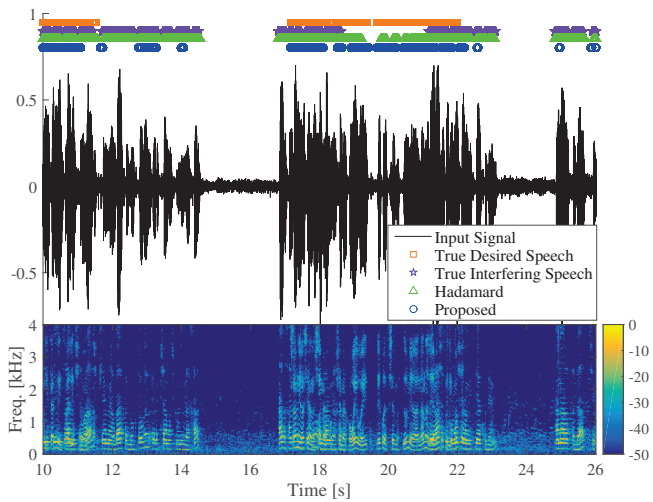 1
0.5
0
-0.5
Input Signal
True Desired Speech
True Interfering Speech
Hadamard
Proposed
Freq. [kHz]
4
3
2
1
0
0
-10
-20
-30
-40
-50
10 12 14 16 18 20 22 24 26
Time [s]